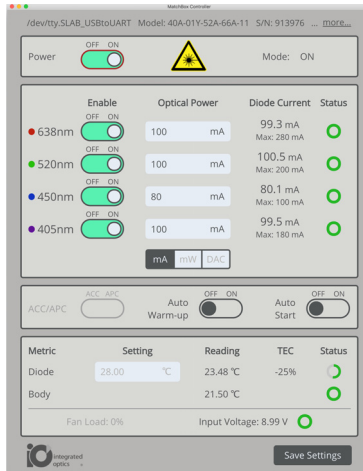 MatchBox Controller
/dev/tty.SLAB_USBtoUART Model: 40A-01Y-52A-66A-11 S/N: 913976 ... more...
OFF ON
Power Mode: ON
Enable Optical Power Diode Current Status
OFF ON
638nm 100 mA 99.3 mA
Max: 280 mA
OFF ON
520nm 100 mA 100.5 mA
Max: 200 mA
OFF ON
450nm 80 mA 80.1 mA
Max: 100 mA
OFF ON
405nm 100 mA 99.5 mA
Max: 180 mA
mA mW DAC
ACC APC OFF ON OFF ON
ACC/APC Auto Warm-up Auto Start
Metric Setting Reading TEC Status
Diode 28.00 °C 23.48 °C -25%
Body 21.50 °C
Fan Load: 0% Input Voltage: 8.99 V
iO integrated optics Save Settings